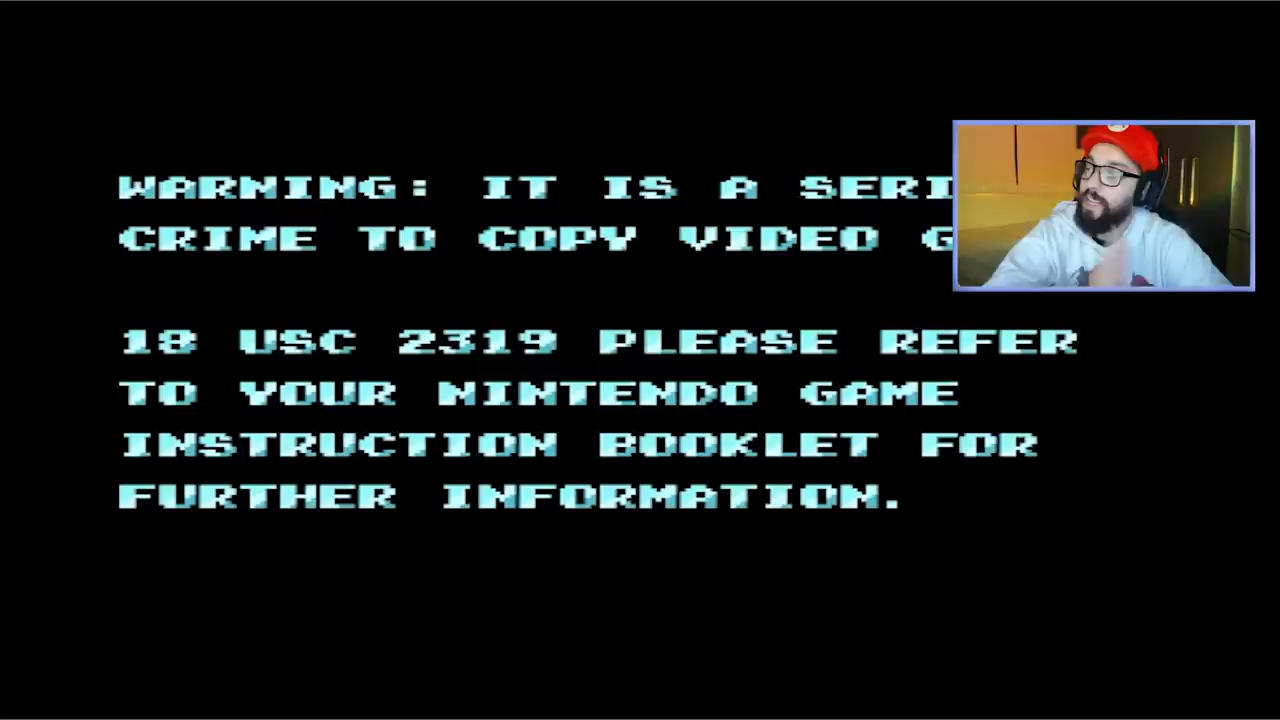 WARNING: IT IS A SERI
CRIME TO COPY VIDEO G
18 USC 2319 PLEASE REFER
TO YOUR NINTENDO GAME
INSTRUCTION BOOKLET FOR
FURTHER INFORMATION.